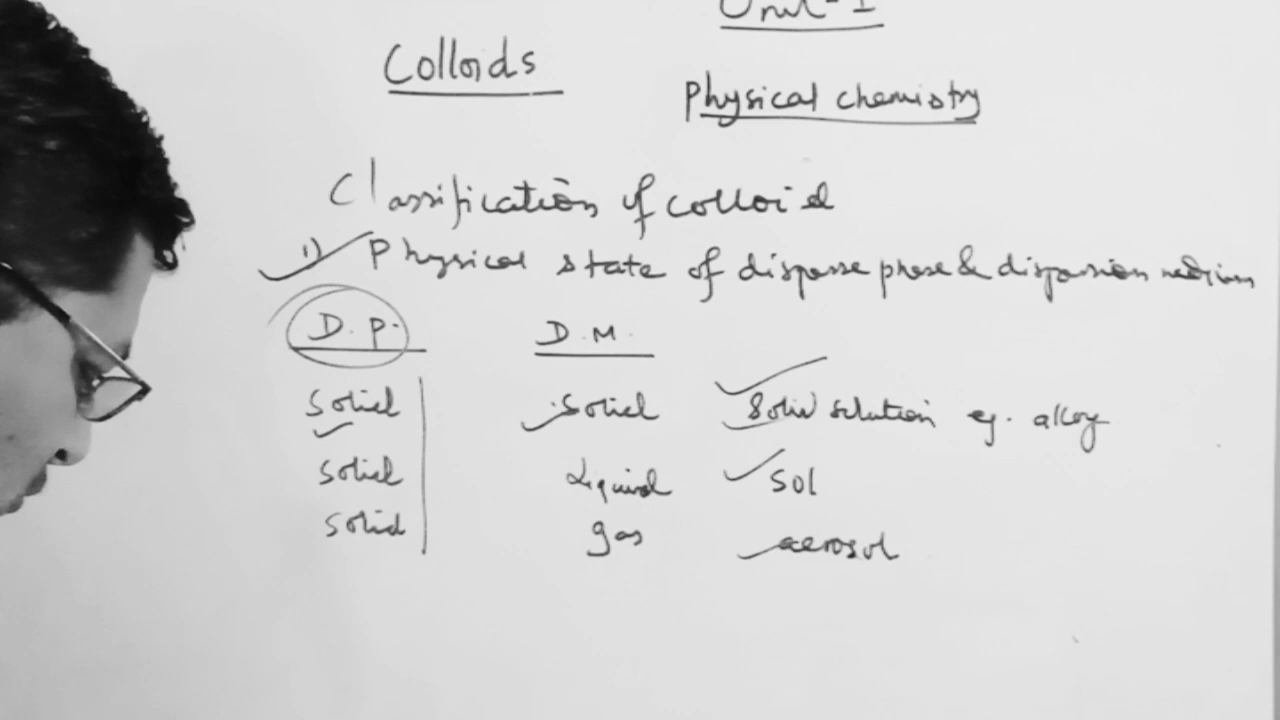 Unit-I
Colloids
Physical chemistry
Classification of colloid
1) Physical state of disperse phase & dispersion medium
D.P. D.M.
Solid Solid Solid solution eg. alloy
Solid Liquid Sol
Solid gas aerosol